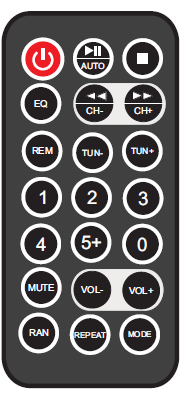 AUTO
EQ
CH-
CH+
REM
TUN-
TUN+
1
2
3
4
5+
0
MUTE
VOL-
VOL+
RAN
REPEAT
MODE